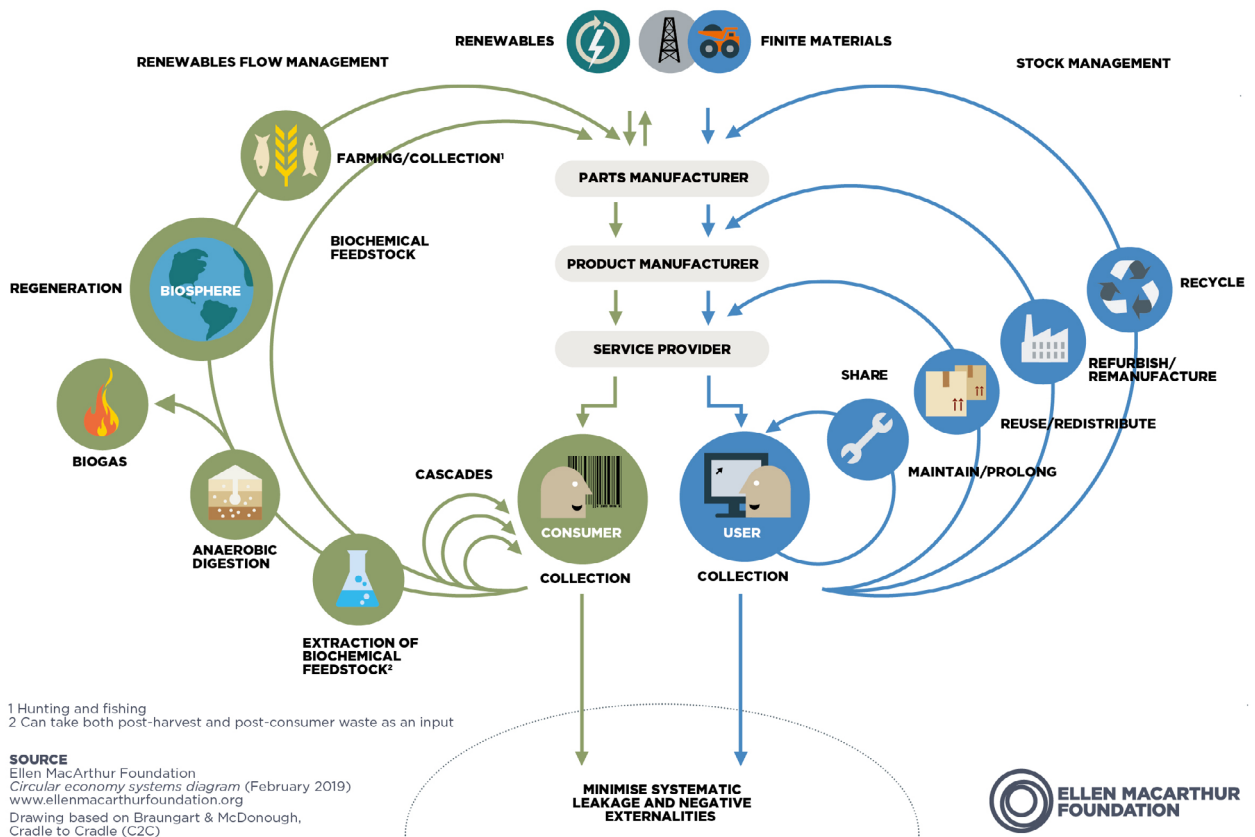 RENEWABLES
FINITE MATERIALS
RENEWABLES FLOW MANAGEMENT
STOCK MANAGEMENT
FARMING/COLLECTION¹
PARTS MANUFACTURER
BIOCHEMICAL
FEEDSTOCK
PRODUCT MANUFACTURER
REGENERATION
BIOSPHERE
RECYCLE
SERVICE PROVIDER
SHARE
REFURBISH/
REMANUFACTURE
REUSE/REDISTRIBUTE
BIOGAS
CASCADES
MAINTAIN/PROLONG
CONSUMER
USER
ANAEROBIC
DIGESTION
COLLECTION
COLLECTION
EXTRACTION OF
BIOCHEMICAL
FEEDSTOCK²
1 Hunting and fishing
2 Can take both post-harvest and post-consumer waste as an input
SOURCE
Ellen MacArthur Foundation
Circular economy systems diagram (February 2019)
www.ellenmacarthurfoundation.org
Drawing based on Braungart & McDonough,
Cradle to Cradle (C2C)
MINIMISE SYSTEMATIC
LEAKAGE AND NEGATIVE
EXTERNALITIES
ELLEN MACARTHUR
FOUNDATION